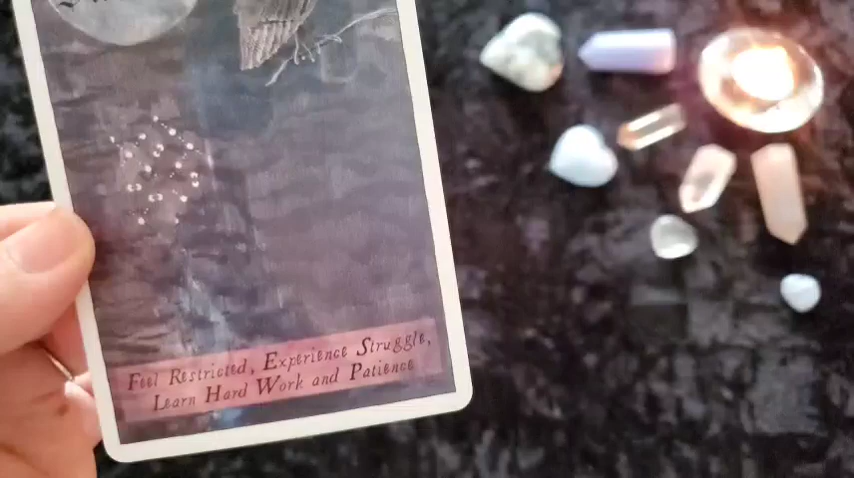 Feel Restricted, Experience Struggle,
Learn Hard Work and Patience